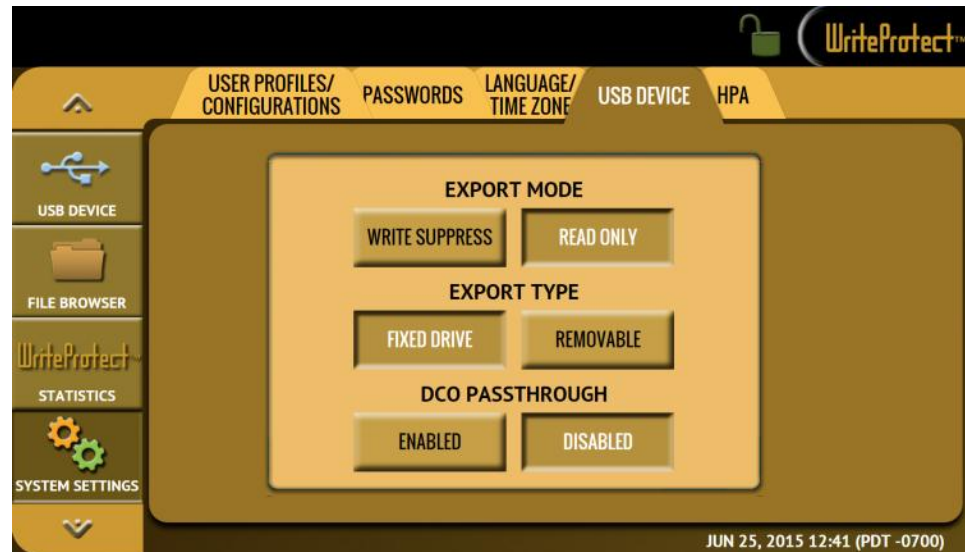 WriteProtect™
USER PROFILES/
CONFIGURATIONS
PASSWORDS
LANGUAGE/
TIME ZONE
USB DEVICE
HPA
USB DEVICE
FILE BROWSER
WriteProtect™
STATISTICS
SYSTEM SETTINGS
EXPORT MODE
WRITE SUPPRESS
READ ONLY
EXPORT TYPE
FIXED DRIVE
REMOVABLE
DCO PASSTHROUGH
ENABLED
DISABLED
JUN 25, 2015 12:41 (PDT -0700)